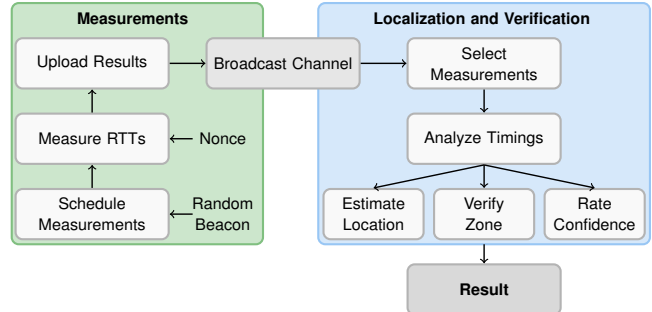 Measurements
Upload Results
Measure RTTs
Nonce
Schedule
Measurements
Random
Beacon
Broadcast Channel
Localization and Verification
Select
Measurements
Analyze Timings
Estimate
Location
Verify
Zone
Rate
Confidence
Result